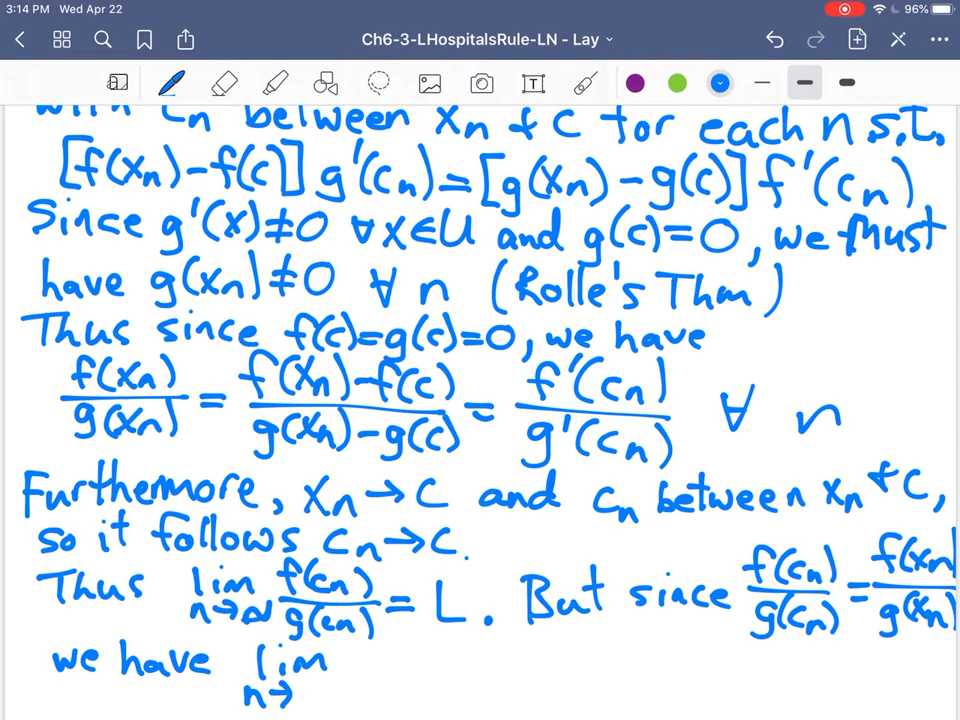 3:14 PM Wed Apr 22 96%
Ch6-3-LHospitalsRule-LN - Lay
with cₙ between xₙ & c for each n s.t.
[f(xₙ)-f(c)] g'(cₙ)=[g(xₙ)-g(c)] f'(cₙ)
Since g'(x)≠0 ∀x∈U and g(c)=0, we must
have g(xₙ)≠0 ∀ n (Rolle's Thm)
Thus since f(c)=g(c)=0, we have
f(xₙ)/g(xₙ) = (f(xₙ)-f(c))/(g(xₙ)-g(c)) = f'(cₙ)/g'(cₙ) ∀ n
Furthermore, xₙ→c and cₙ between xₙ & c,
so it follows cₙ→c.
Thus lim n→∞ f(cₙ)/g(cₙ) = L. But since f(cₙ)/g(cₙ) = f(xₙ)/g(xₙ)
we have lim n→